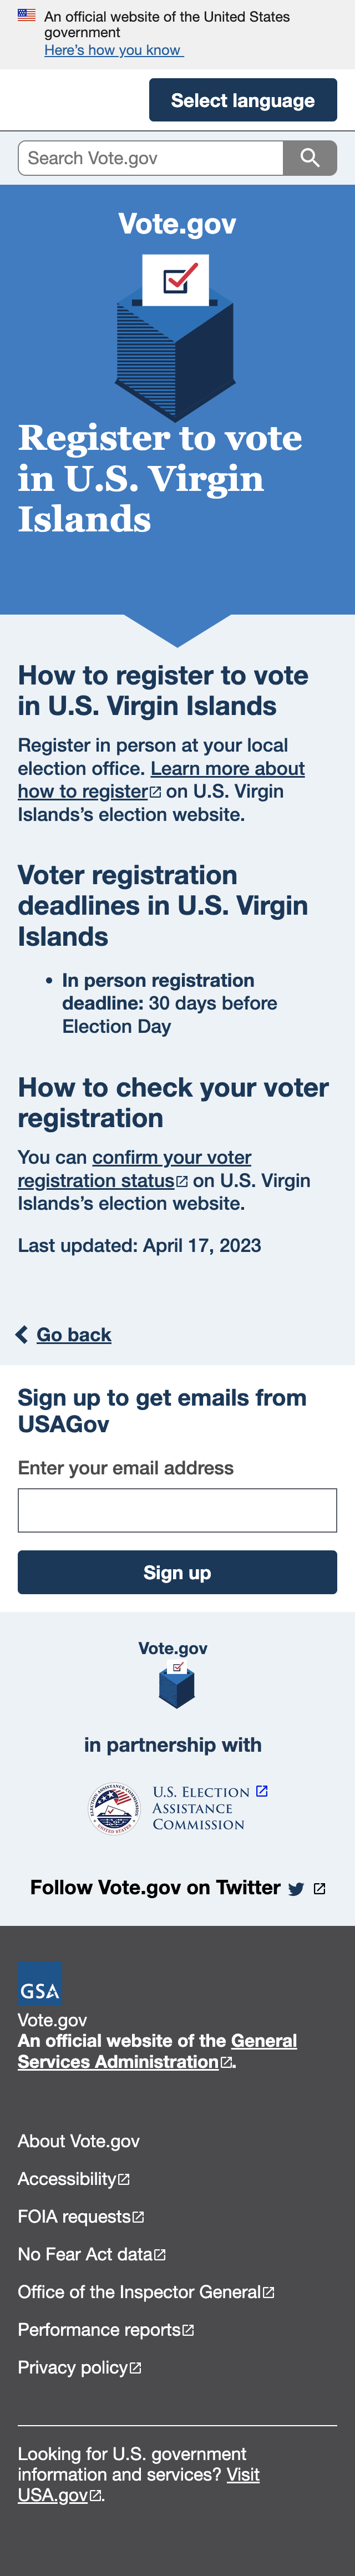 An official website of the United States
government
Here's how you know
Select language
Search Vote.gov
Vote.gov
Register to vote
in U.S. Virgin
Islands
How to register to vote
in U.S. Virgin Islands
Register in person at your local
election office. Learn more about
how to register on U.S. Virgin
Islands's election website.
Voter registration
deadlines in U.S. Virgin
Islands
• In person registration
deadline: 30 days before
Election Day
How to check your voter
registration
You can confirm your voter
registration status on U.S. Virgin
Islands's election website.
Last updated: April 17, 2023
Go back
Sign up to get emails from
USAGov
Enter your email address
Sign up
Vote.gov
in partnership with
ELECTION ASSISTANCE COMMISSION
UNITED STATES
U.S. ELECTION
ASSISTANCE
COMMISSION
Follow Vote.gov on Twitter
GSA
Vote.gov
An official website of the General
Services Administration.
About Vote.gov
Accessibility
FOIA requests
No Fear Act data
Office of the Inspector General
Performance reports
Privacy policy
Looking for U.S. government
information and services? Visit
USA.gov.